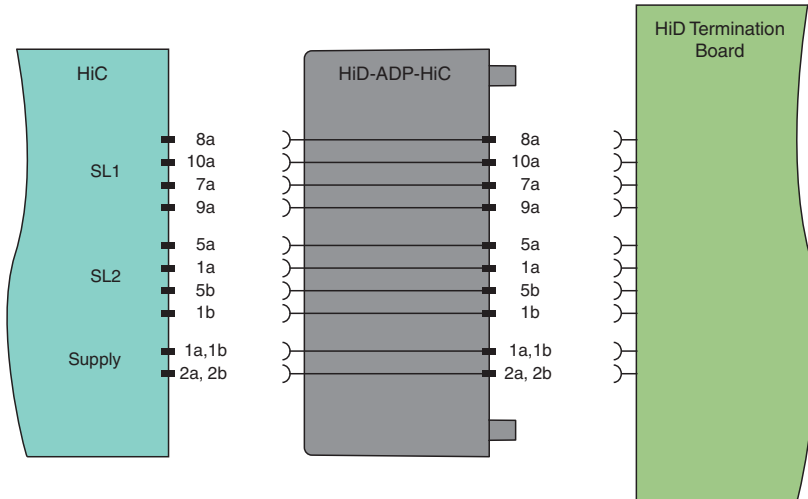 HiC
HiD-ADP-HiC
HiD Termination
Board
SL1
8a
10a
7a
9a
8a
10a
7a
9a
SL2
5a
1a
5b
1b
5a
1a
5b
1b
Supply
1a,1b
2a, 2b
1a,1b
2a, 2b